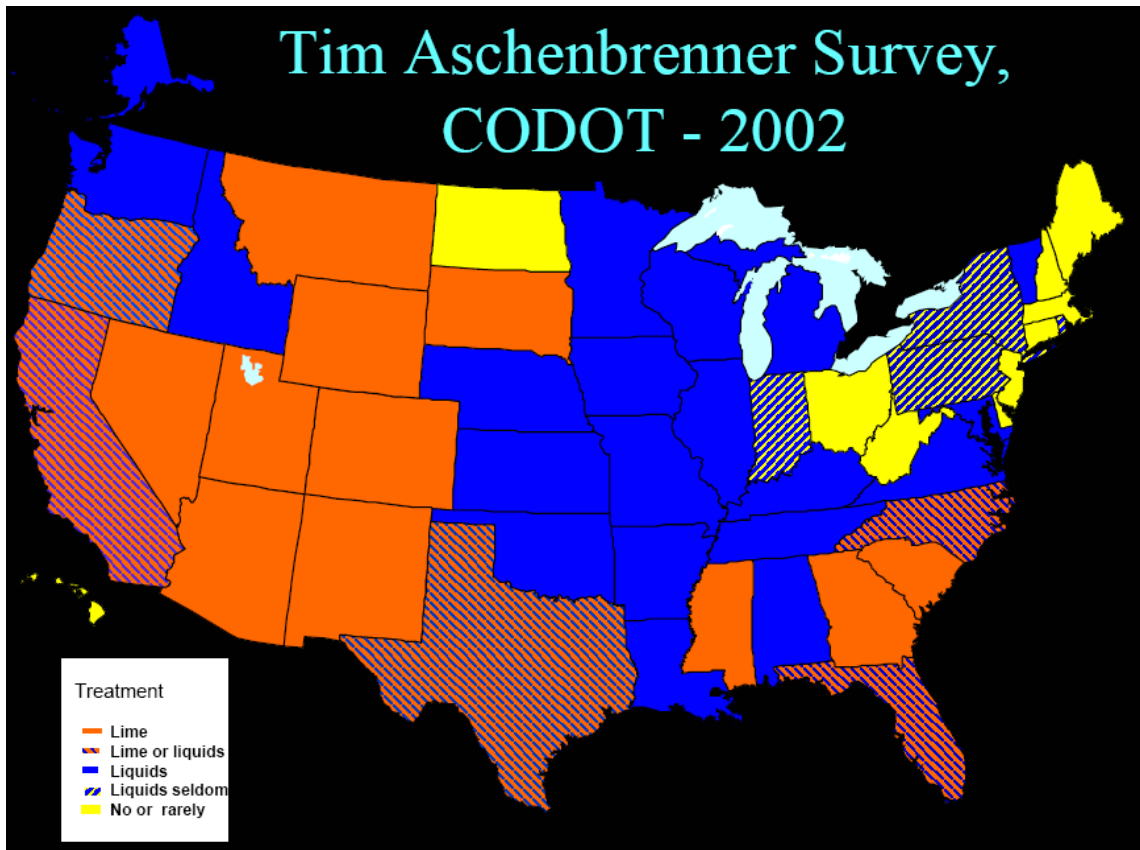 Tim Aschenbrenner Survey,
CODOT - 2002
Treatment
Lime
Lime or liquids
Liquids
Liquids seldom
No or rarely